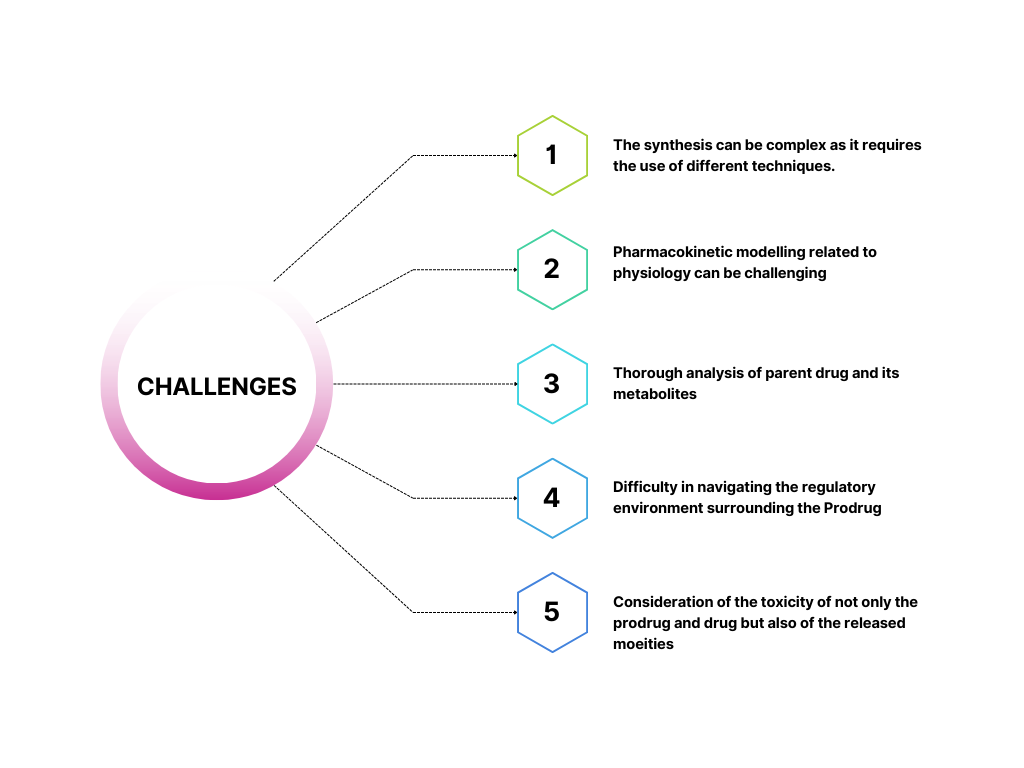 CHALLENGES
1
The synthesis can be complex as it requires
the use of different techniques.
2
Pharmacokinetic modelling related to
physiology can be challenging
3
Thorough analysis of parent drug and its
metabolites
4
Difficulty in navigating the regulatory
environment surrounding the Prodrug
5
Consideration of the toxicity of not only the
prodrug and drug but also of the released
moeities